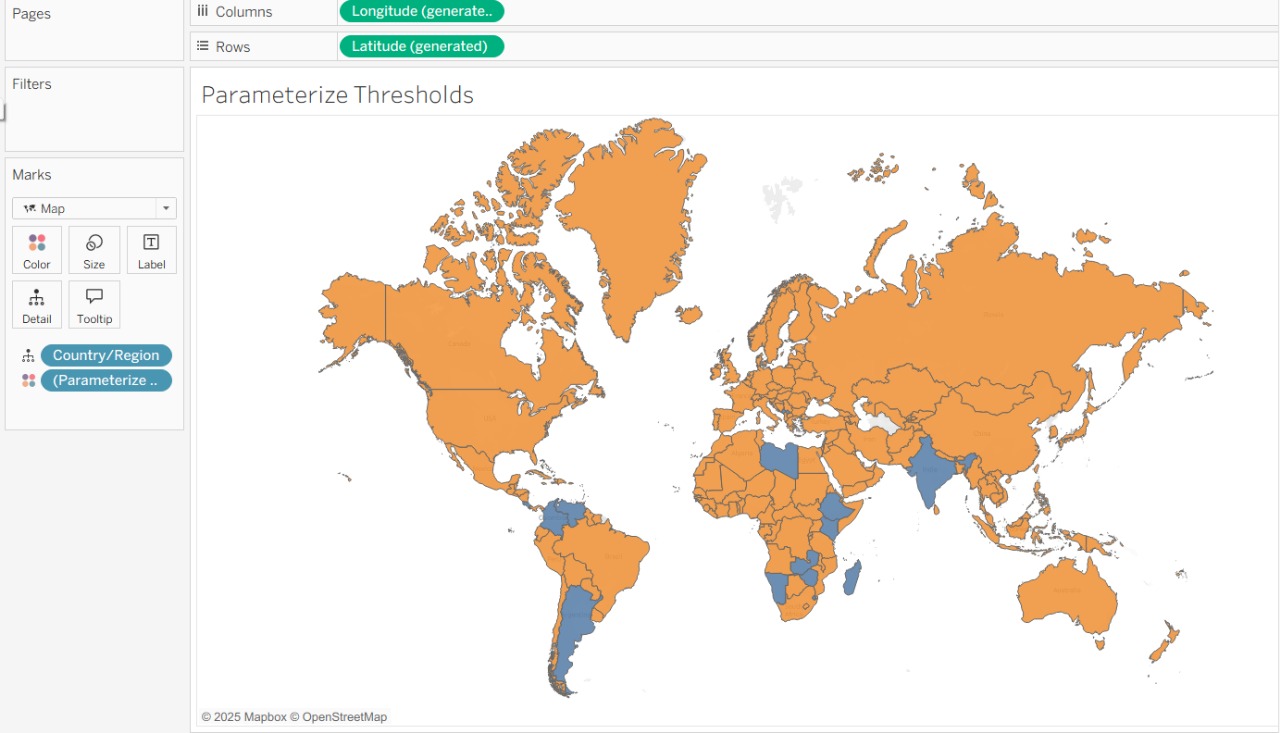 Pages
Columns
Longitude (generate..
Rows
Latitude (generated)
Filters
Parameterize Thresholds
Marks
Map
Color
Size
Label
Detail
Tooltip
Country/Region
(Parameterize ..
© 2025 Mapbox © OpenStreetMap